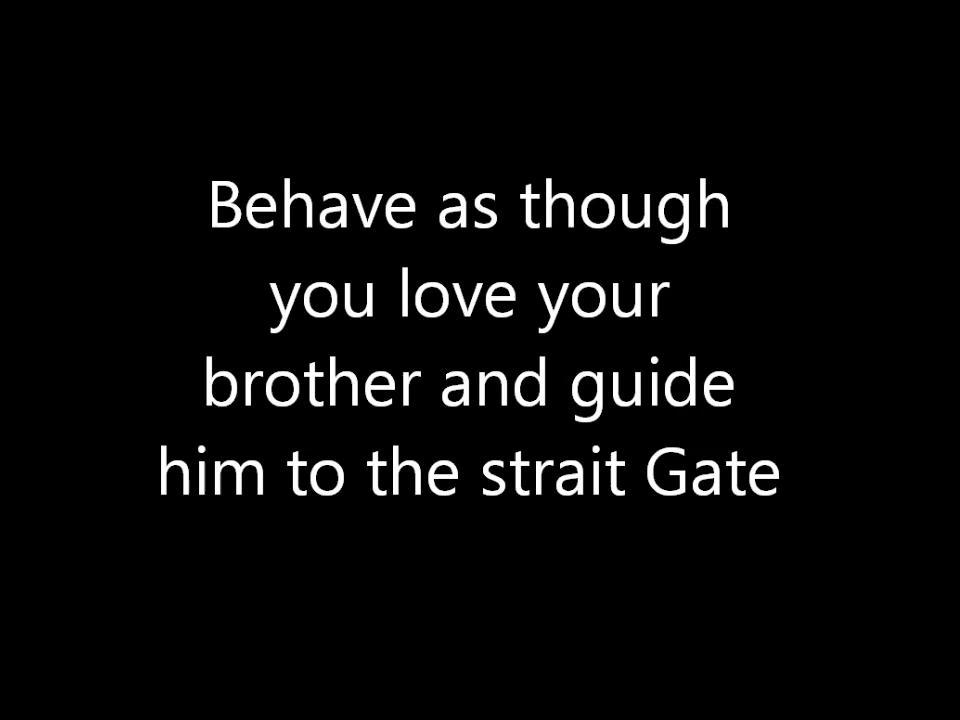 Behave as though
you love your
brother and guide
him to the strait Gate